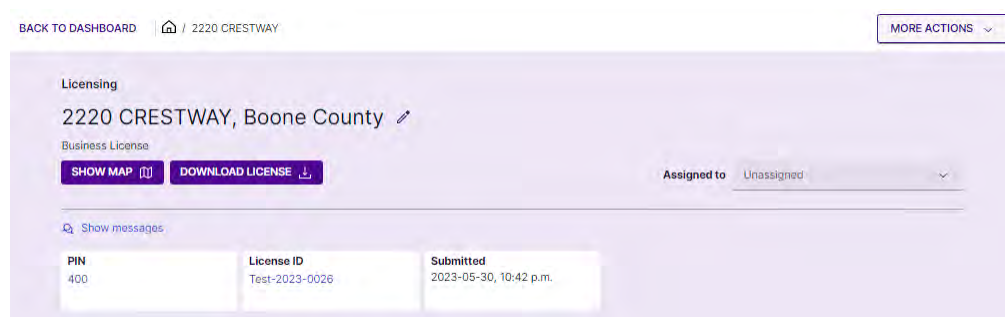 BACK TO DASHBOARD / 2220 CRESTWAY MORE ACTIONS
Licensing
2220 CRESTWAY, Boone County
Business License
SHOW MAP DOWNLOAD LICENSE Assigned to Unassigned
Show messages
PIN License ID Submitted
400 Test-2023-0026 2023-05-30, 10:42 p.m.